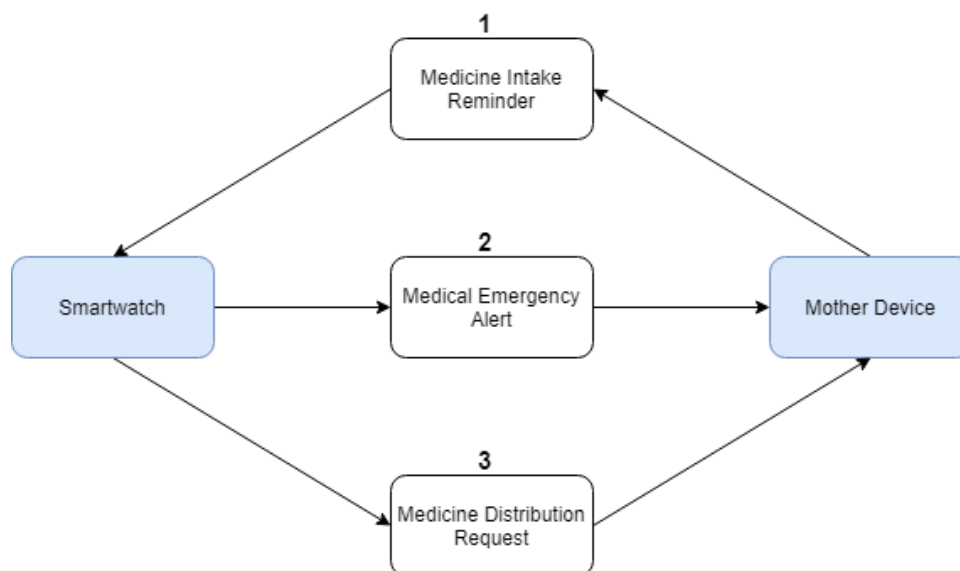 1
Medicine Intake
Reminder
2
Smartwatch
Medical Emergency
Alert
Mother Device
3
Medicine Distribution
Request